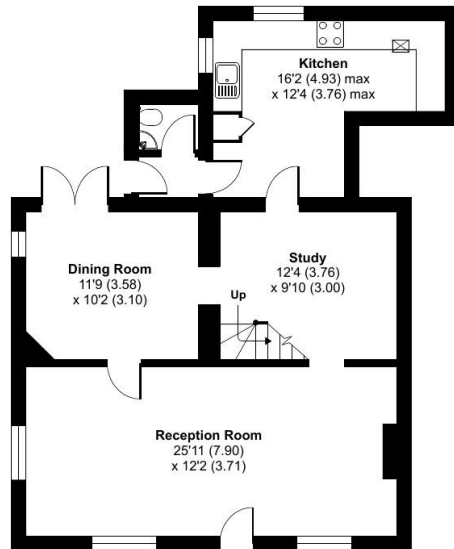 Kitchen
16'2 (4.93) max
x 12'4 (3.76) max
Dining Room
11'9 (3.58)
x 10'2 (3.10)
Study
12'4 (3.76)
x 9'10 (3.00)
Up
Reception Room
25'11 (7.90)
x 12'2 (3.71)